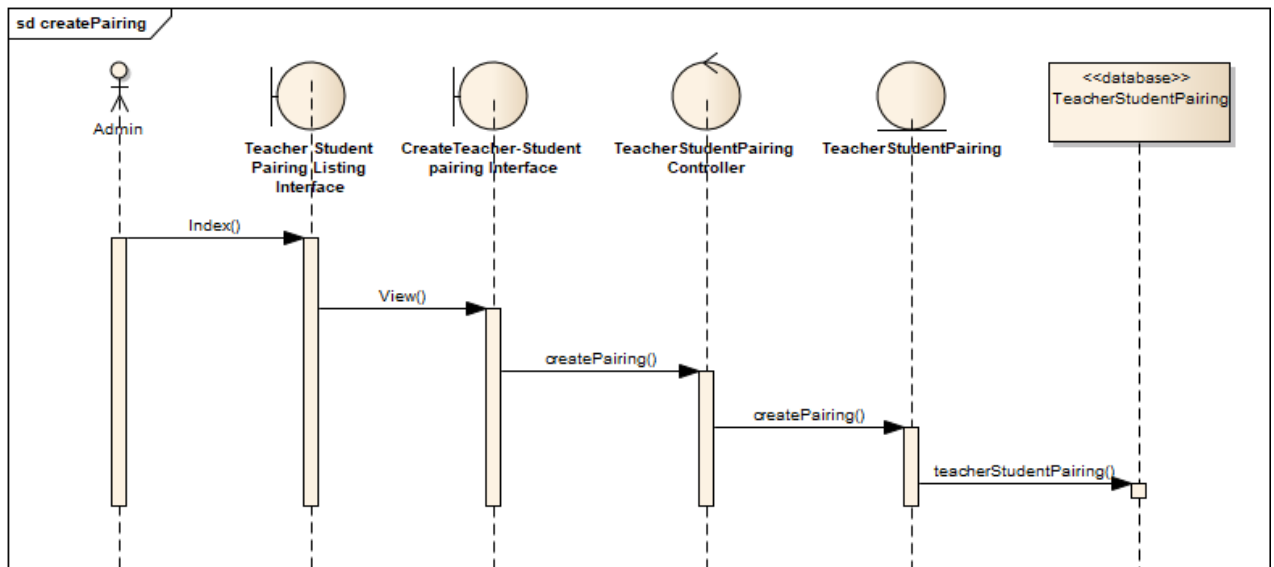 sd createPairing
Admin
Teacher Student
Pairing Listing
Interface
CreateTeacher-Student
pairing Interface
TeacherStudentPairing
Controller
TeacherStudentPairing
<<database>>
TeacherStudentPairing
Index()
View()
createPairing()
createPairing()
teacherStudentPairing()